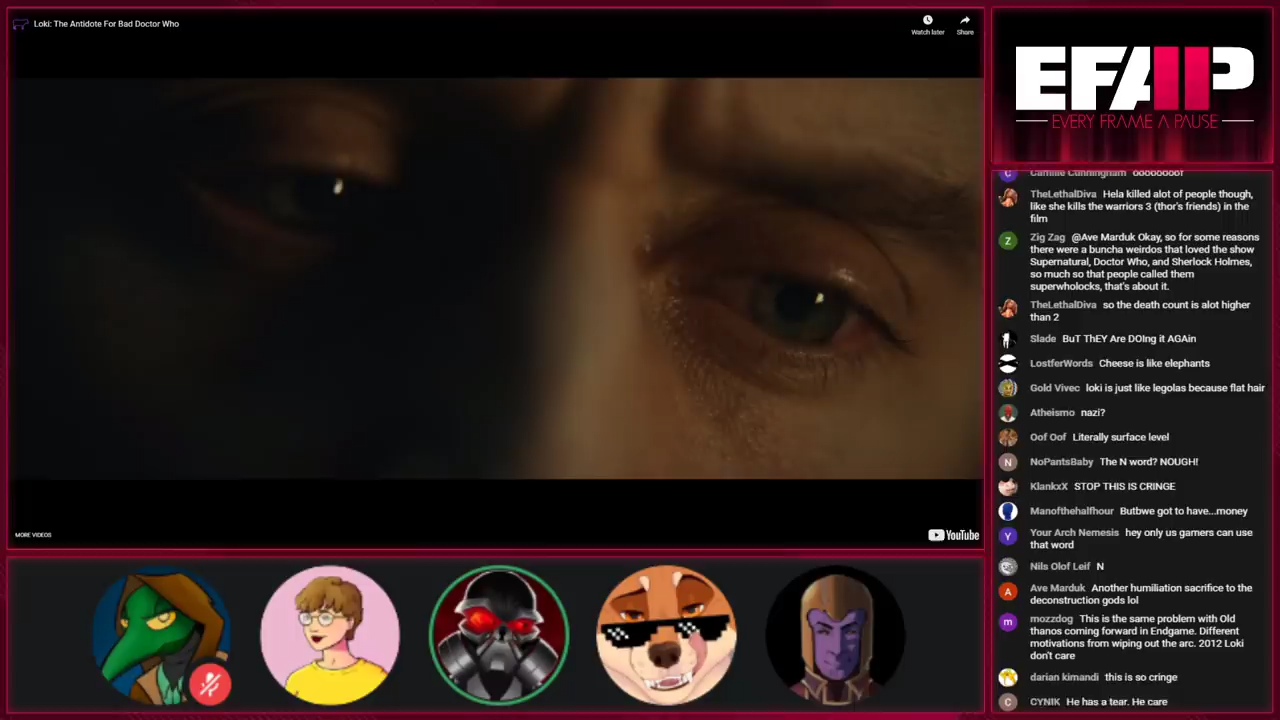 Loki: The Antidote For Bad Doctor Who
Watch later
Share
MORE VIDEOS
YouTube
EFAP
EVERY FRAME A PAUSE
Camille Cunningham oooooooof
TheLethalDiva Hela killed alot of people though,
like she kills the warriors 3 (thor's friends) in the
film
Zig Zag @Ave Marduk Okay, so for some reasons
there were a buncha weirdos that loved the show
Supernatural, Doctor Who, and Sherlock Holmes,
so much so that people called them
superwholocks, that's about it.
TheLethalDiva so the death count is alot higher
than 2
Slade BuT ThEY Are DOIng it AGAin
LostferWords Cheese is like elephants
Gold Vivec loki is just like legolas because flat hair
Atheismo nazi?
Oof Oof Literally surface level
NoPantsBaby The N word? NOUGH!
KlankxX STOP THIS IS CRINGE
Manofthehalfhour Butbwe got to have...money
Your Arch Nemesis hey only us gamers can use
that word
Nils Olof Leif N
Ave Marduk Another humiliation sacrifice to the
deconstruction gods lol
mozzdog This is the same problem with Old
thanos coming forward in Endgame. Different
motivations from wiping out the arc. 2012 Loki
don't care
darian kimandi this is so cringe
CYNIK He has a tear. He care